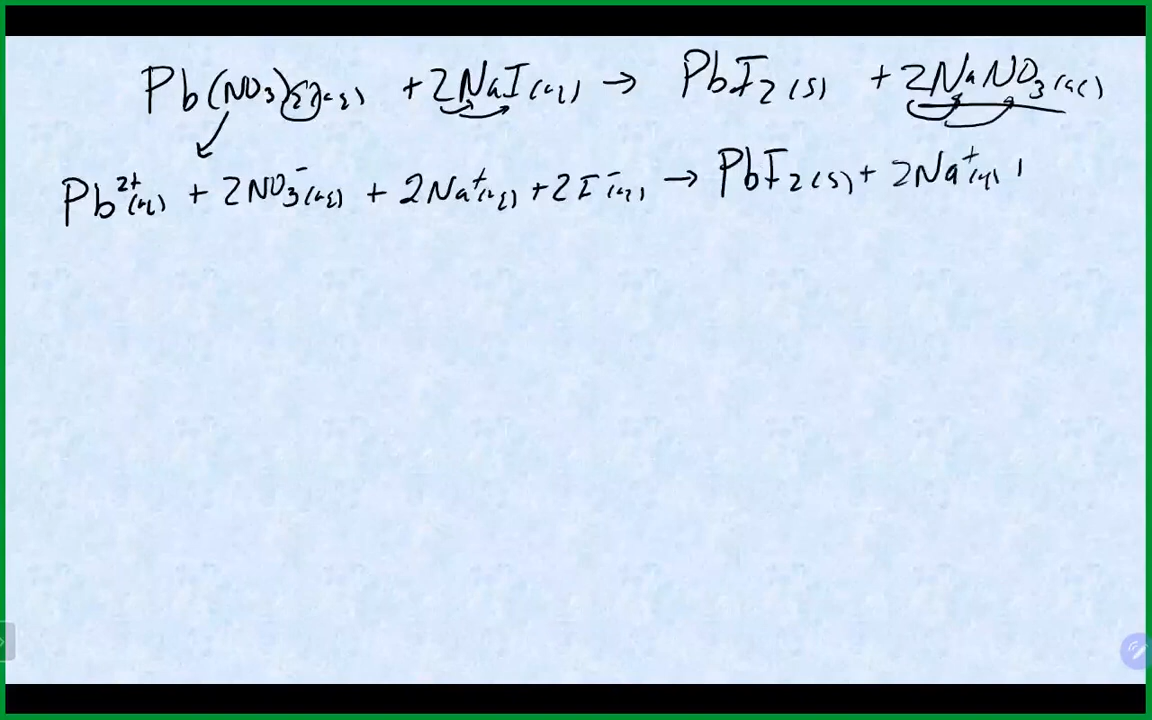 Pb(NO₃)₂(aq) + 2NaI(aq) → PbI₂(s) + 2NaNO₃(aq)
Pb²⁺(aq) + 2NO₃⁻(aq) + 2Na⁺(aq) + 2I⁻(aq) → PbI₂(s) + 2Na⁺(aq)